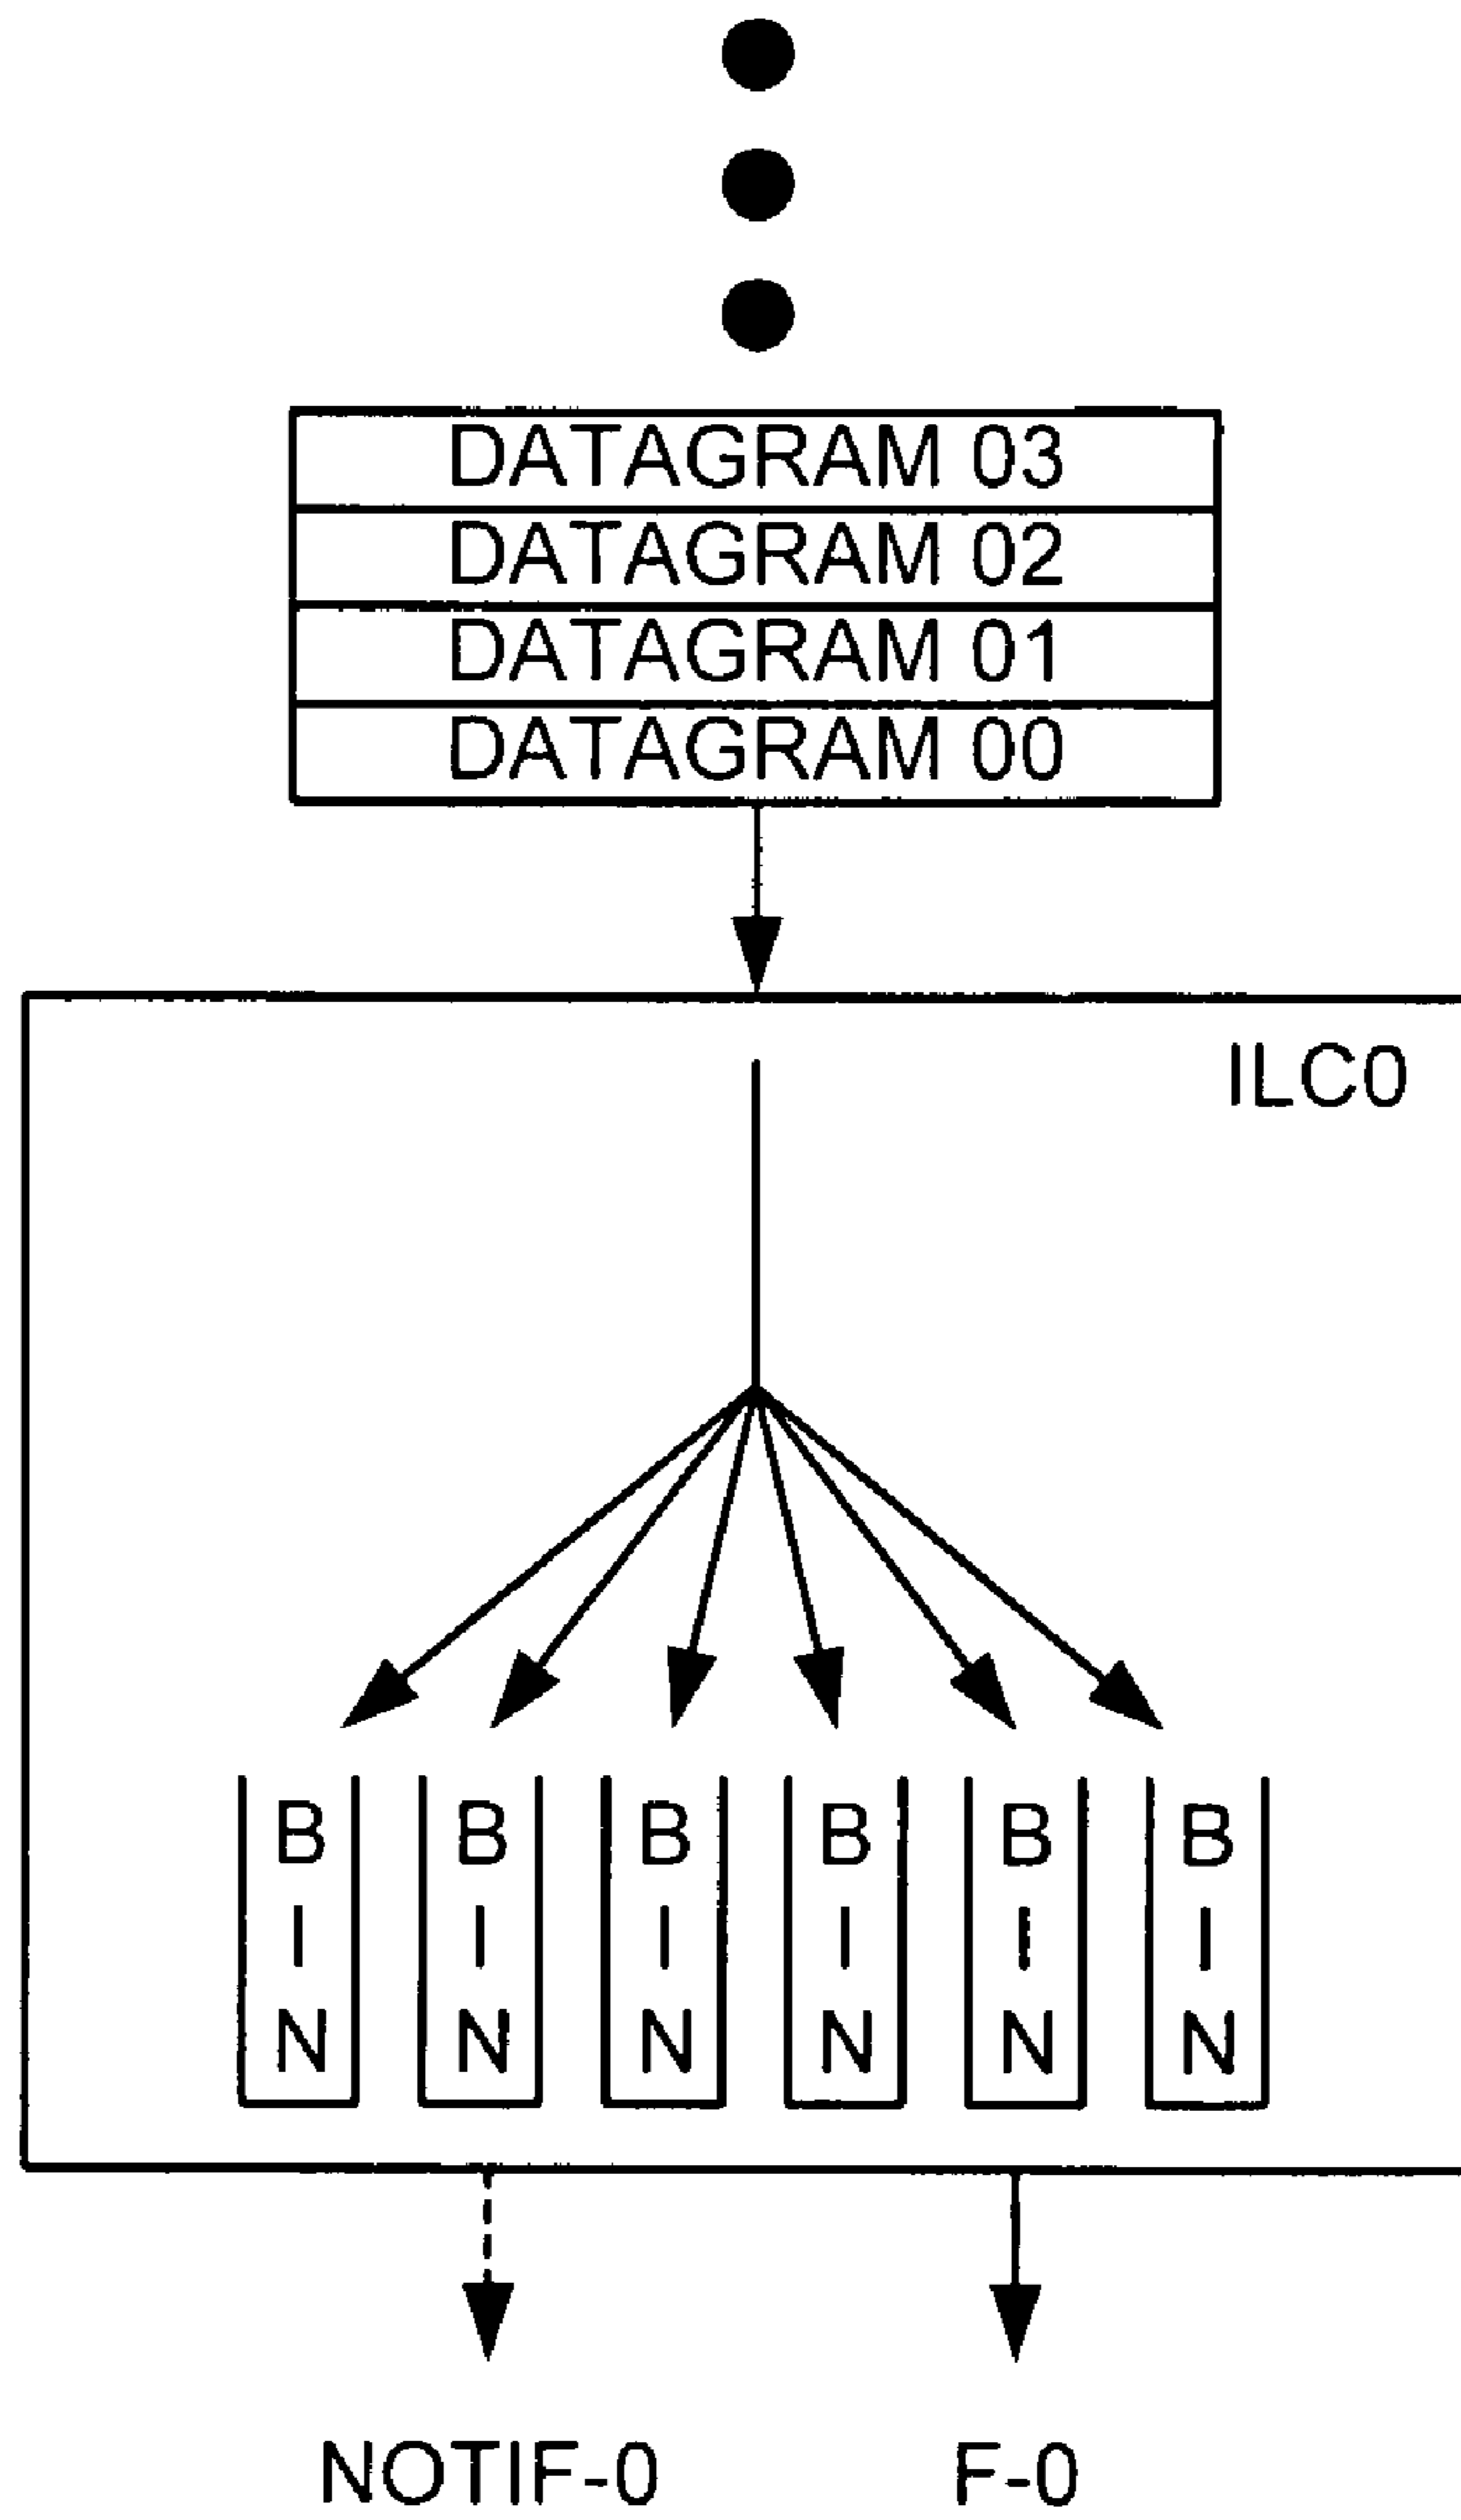 DATAGRAM 03
DATAGRAM 02
DATAGRAM 01
DATAGRAM 00
ILC0
BIN
BIN
BIN
BIN
BIN
BIN
NOTIF-0
F-0